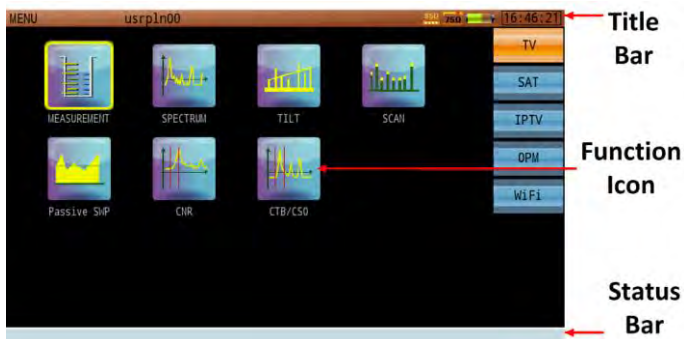 MENU usrpln00 75Ω 16:46:21
Title
Bar
TV
SAT
MEASUREMENT SPECTRUM TILT SCAN
IPTV
OPM
Function
Icon
WiFi
Passive SWP CNR CTB/CSO
Status
Bar